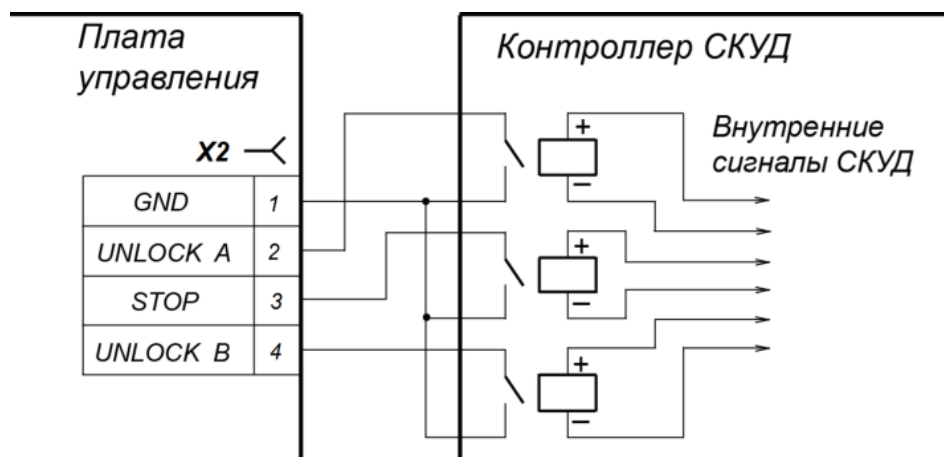 Плата
управления
Контроллер СКУД
X2
Внутренние
сигналы СКУД
GND 1
UNLOCK A 2
STOP 3
UNLOCK B 4
+
−
+
−
+
−